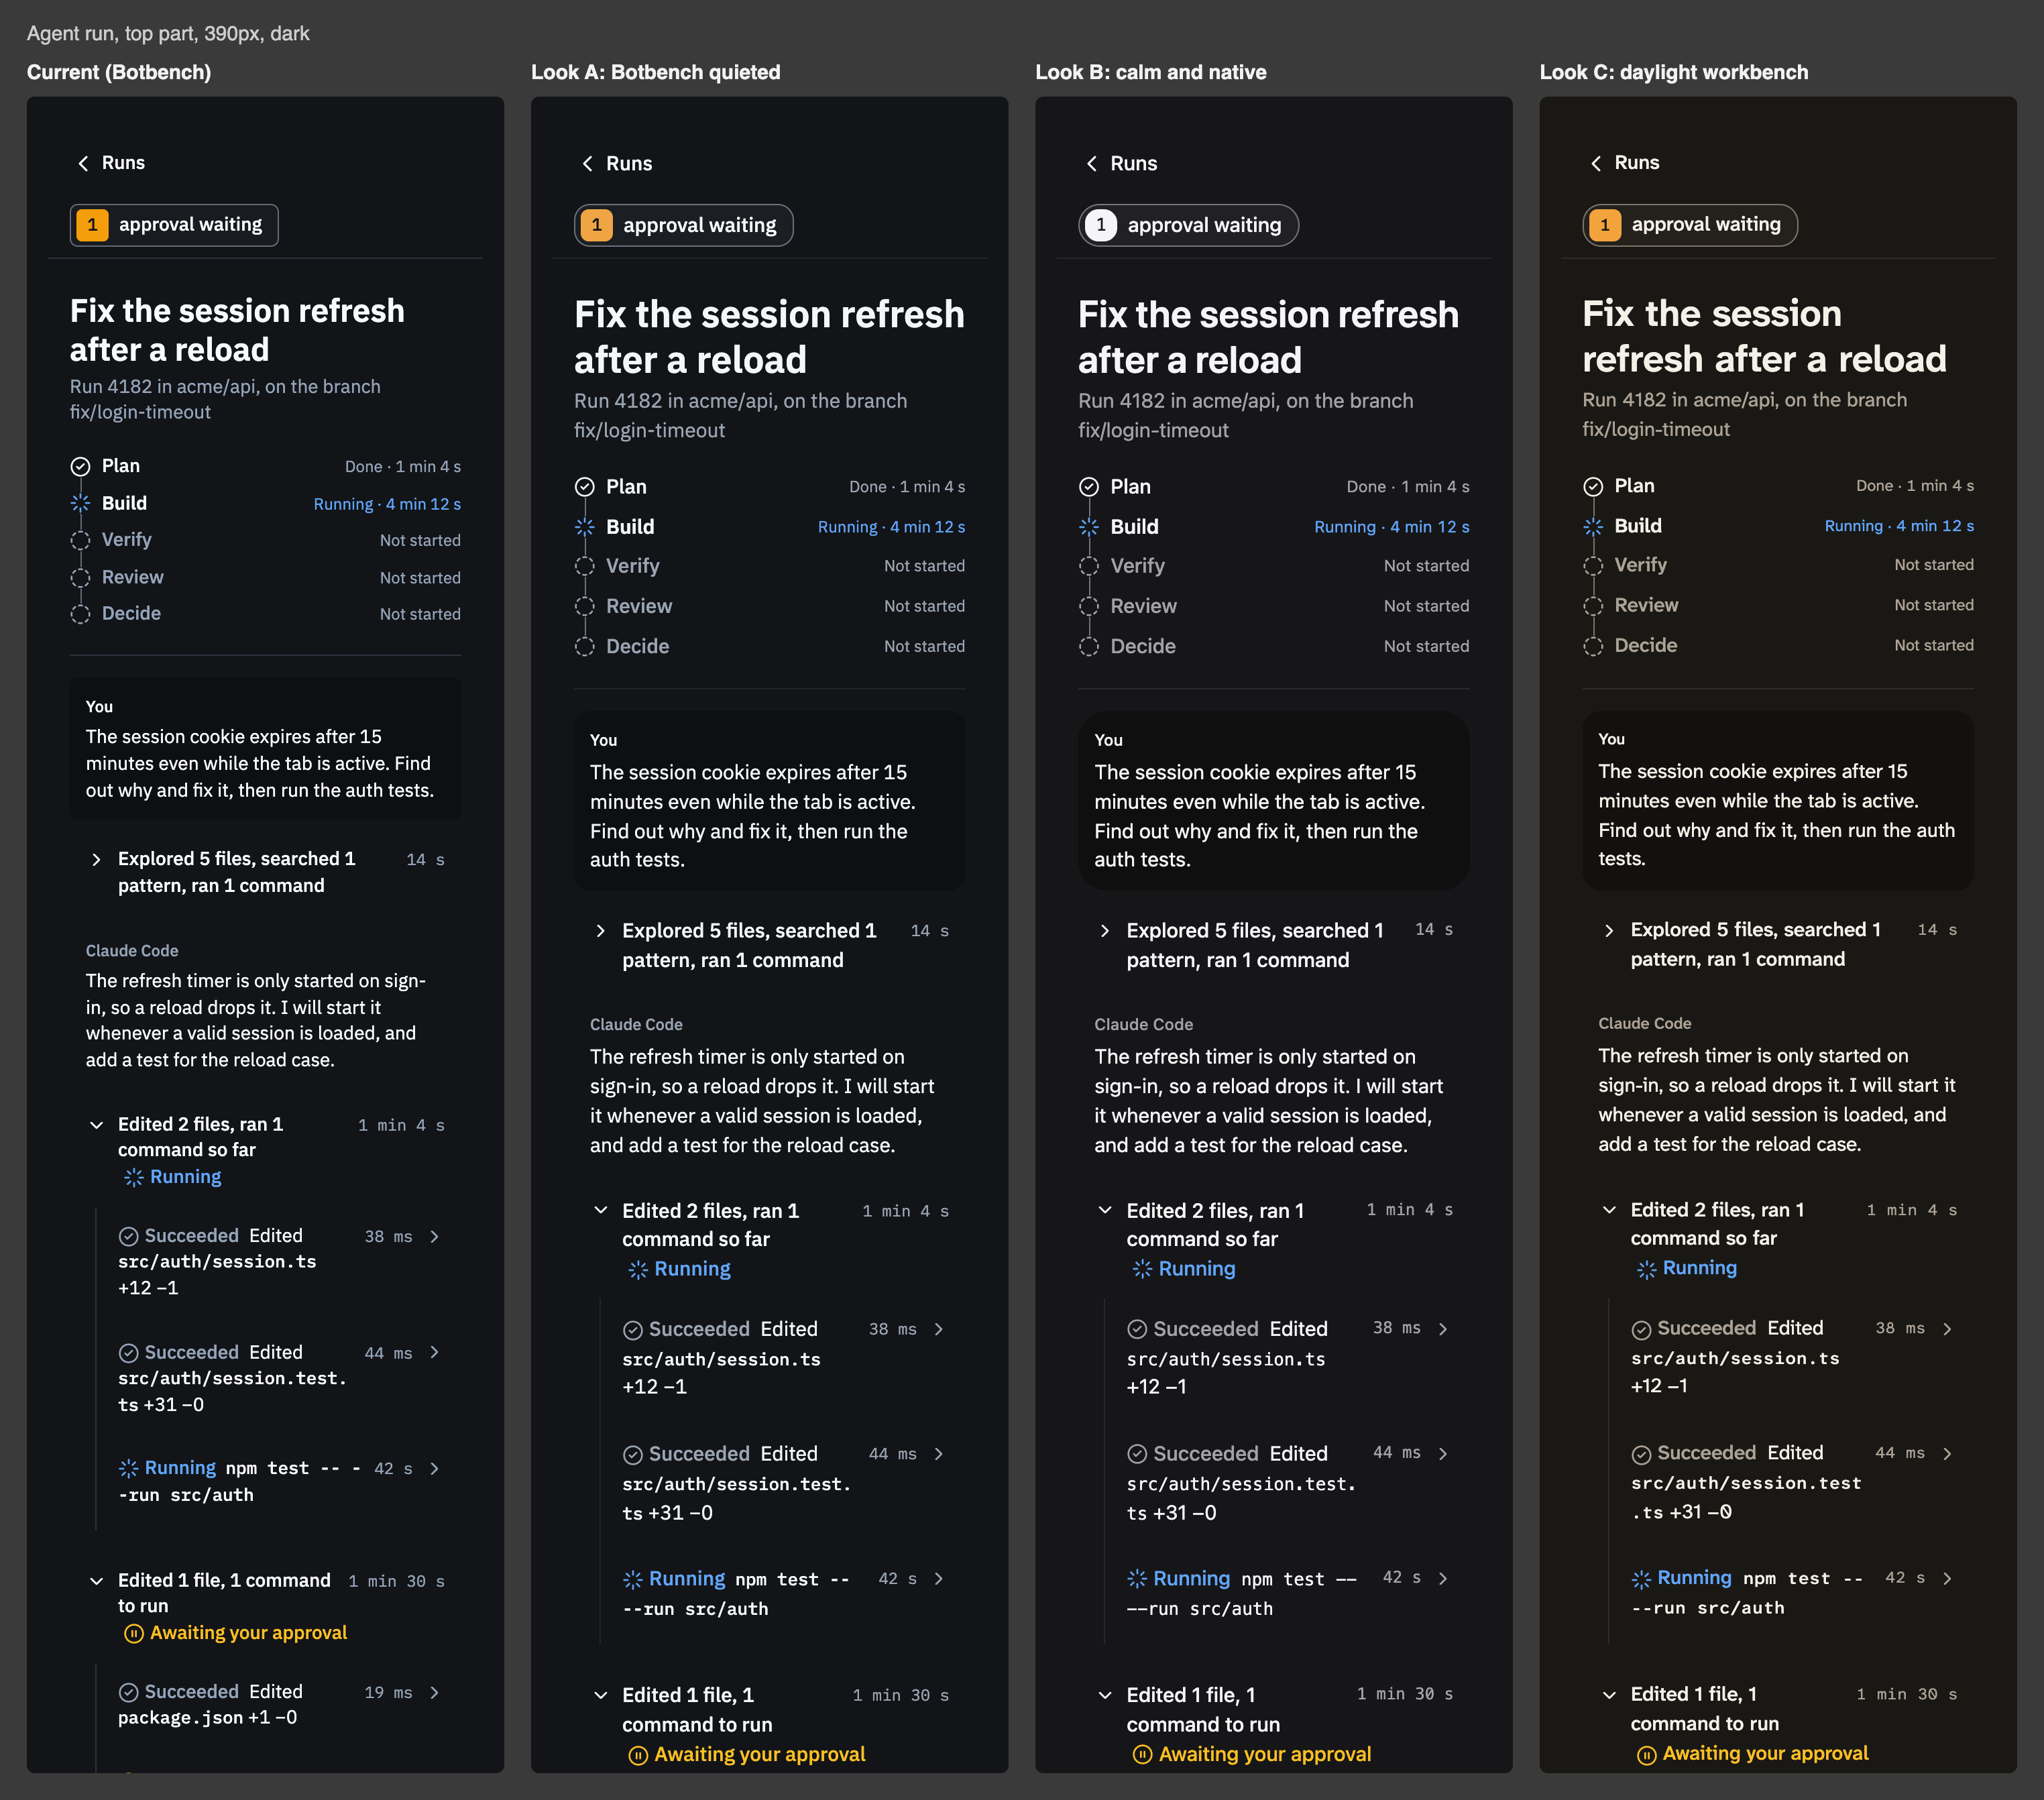 Agent run, top part, 390px, dark
Current (Botbench)
Runs
1 approval waiting
Fix the session refresh
after a reload
Run 4182 in acme/api, on the branch
fix/login-timeout
Plan Done · 1 min 4 s
Build Running · 4 min 12 s
Verify Not started
Review Not started
Decide Not started
You
The session cookie expires after 15
minutes even while the tab is active. Find
out why and fix it, then run the auth tests.
Explored 5 files, searched 1 14 s
pattern, ran 1 command
Claude Code
The refresh timer is only started on sign-
in, so a reload drops it. I will start it
whenever a valid session is loaded, and
add a test for the reload case.
Edited 2 files, ran 1 1 min 4 s
command so far
Running
Succeeded Edited 38 ms
src/auth/session.ts
+12 −1
Succeeded Edited 44 ms
src/auth/session.test.
ts +31 −0
Running npm test -- - 42 s
-run src/auth
Edited 1 file, 1 command 1 min 30 s
to run
Awaiting your approval
Succeeded Edited 19 ms
package.json +1 −0
Look A: Botbench quieted
Runs
1 approval waiting
Fix the session refresh
after a reload
Run 4182 in acme/api, on the branch
fix/login-timeout
Plan Done · 1 min 4 s
Build Running · 4 min 12 s
Verify Not started
Review Not started
Decide Not started
You
The session cookie expires after 15
minutes even while the tab is active.
Find out why and fix it, then run the
auth tests.
Explored 5 files, searched 1 14 s
pattern, ran 1 command
Claude Code
The refresh timer is only started on
sign-in, so a reload drops it. I will start
it whenever a valid session is loaded,
and add a test for the reload case.
Edited 2 files, ran 1 1 min 4 s
command so far
Running
Succeeded Edited 38 ms
src/auth/session.ts
+12 −1
Succeeded Edited 44 ms
src/auth/session.test.
ts +31 −0
Running npm test -- 42 s
--run src/auth
Edited 1 file, 1 1 min 30 s
command to run
Awaiting your approval
Look B: calm and native
Runs
1 approval waiting
Fix the session refresh
after a reload
Run 4182 in acme/api, on the branch
fix/login-timeout
Plan Done · 1 min 4 s
Build Running · 4 min 12 s
Verify Not started
Review Not started
Decide Not started
You
The session cookie expires after 15
minutes even while the tab is active.
Find out why and fix it, then run the
auth tests.
Explored 5 files, searched 1 14 s
pattern, ran 1 command
Claude Code
The refresh timer is only started on
sign-in, so a reload drops it. I will start
it whenever a valid session is loaded,
and add a test for the reload case.
Edited 2 files, ran 1 1 min 4 s
command so far
Running
Succeeded Edited 38 ms
src/auth/session.ts
+12 −1
Succeeded Edited 44 ms
src/auth/session.test.
ts +31 −0
Running npm test -- 42 s
--run src/auth
Edited 1 file, 1 1 min 30 s
command to run
Awaiting your approval
Look C: daylight workbench
Runs
1 approval waiting
Fix the session
refresh after a reload
Run 4182 in acme/api, on the branch
fix/login-timeout
Plan Done · 1 min 4 s
Build Running · 4 min 12 s
Verify Not started
Review Not started
Decide Not started
You
The session cookie expires after 15
minutes even while the tab is active.
Find out why and fix it, then run the auth
tests.
Explored 5 files, searched 1 14 s
pattern, ran 1 command
Claude Code
The refresh timer is only started on
sign-in, so a reload drops it. I will start it
whenever a valid session is loaded, and
add a test for the reload case.
Edited 2 files, ran 1 1 min 4 s
command so far
Running
Succeeded Edited 38 ms
src/auth/session.ts
+12 −1
Succeeded Edited 44 ms
src/auth/session.test
.ts +31 −0
Running npm test -- 42 s
--run src/auth
Edited 1 file, 1 1 min 30 s
command to run
Awaiting your approval